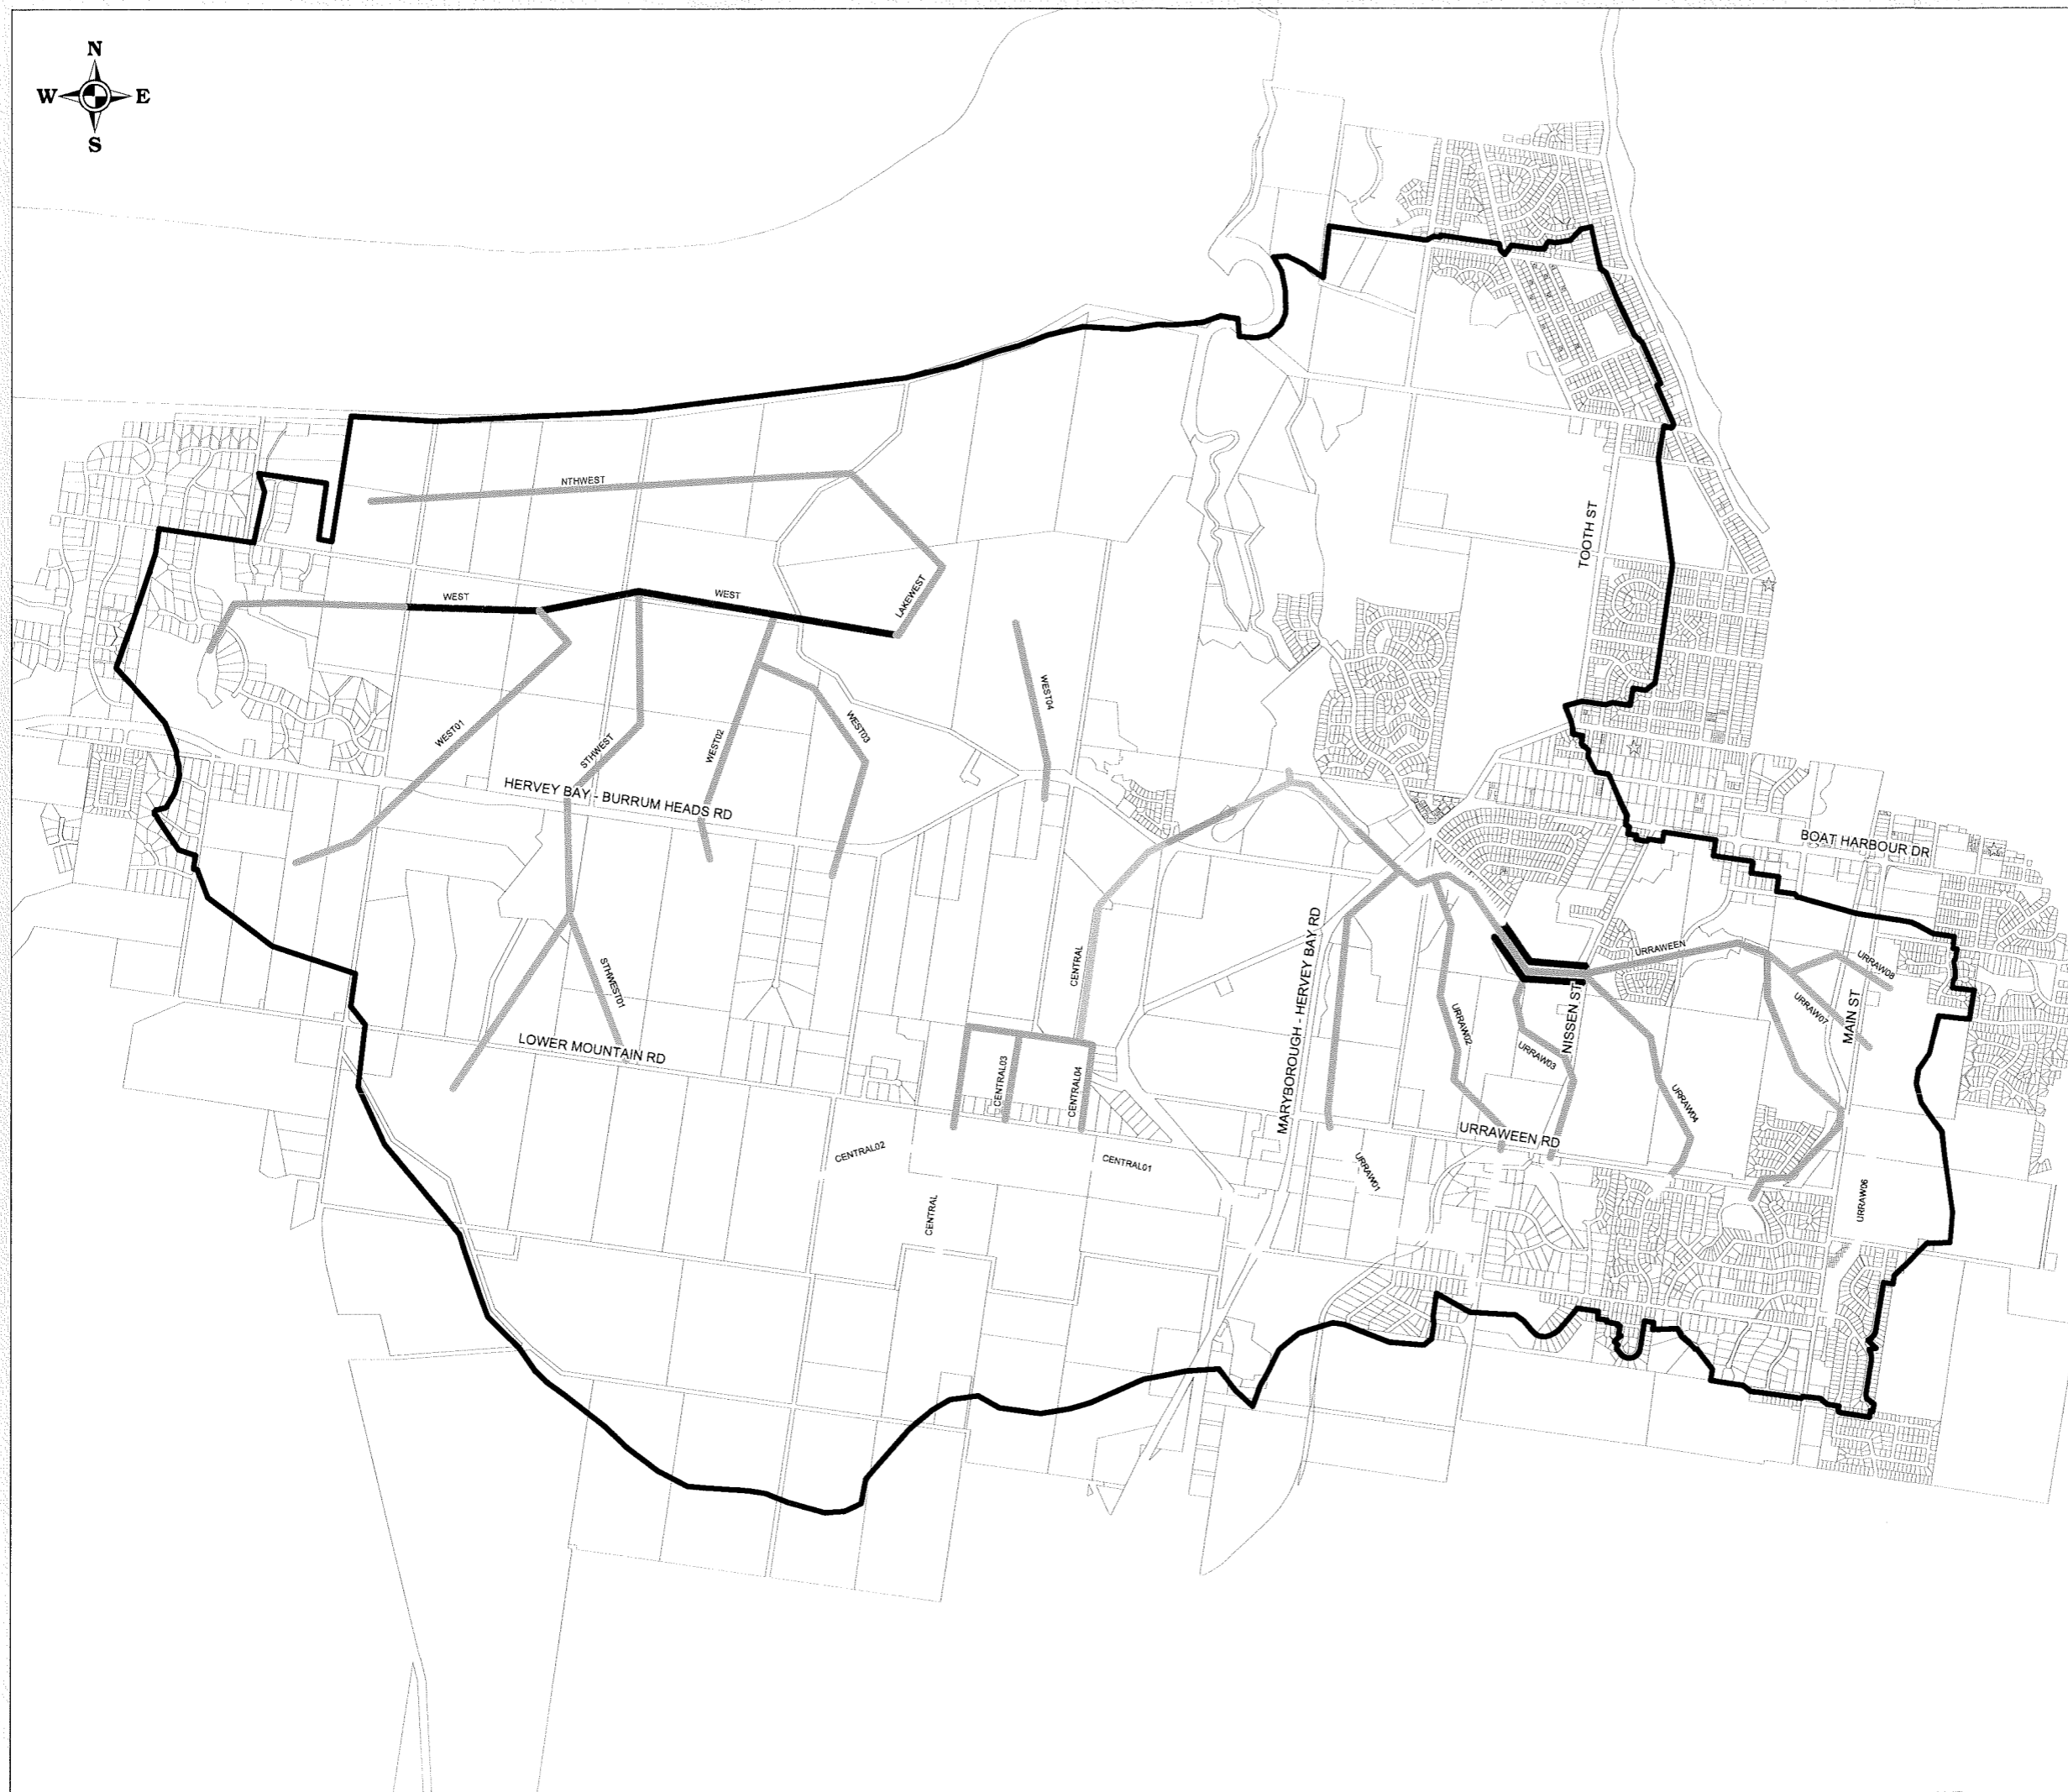 N
W E
S
NTHWEST
TOOTH ST
WEST
WEST
LAKEWEST
WEST04
WEST01
STHWEST
WEST02
WEST03
HERVEY BAY - BURRUM HEADS RD
BOAT HARBOUR DR
MARYBOROUGH - HERVEY BAY RD
CENTRAL
URRAWEEN
URRAW08
STHWEST01
URRAW07
MAIN ST
NISSEN ST
URRAW02
URRAW03
LOWER MOUNTAIN RD
CENTRAL03
CENTRAL04
URRAW04
URRAWEEN RD
CENTRAL02
CENTRAL01
URRAW01
CENTRAL
URRAW06